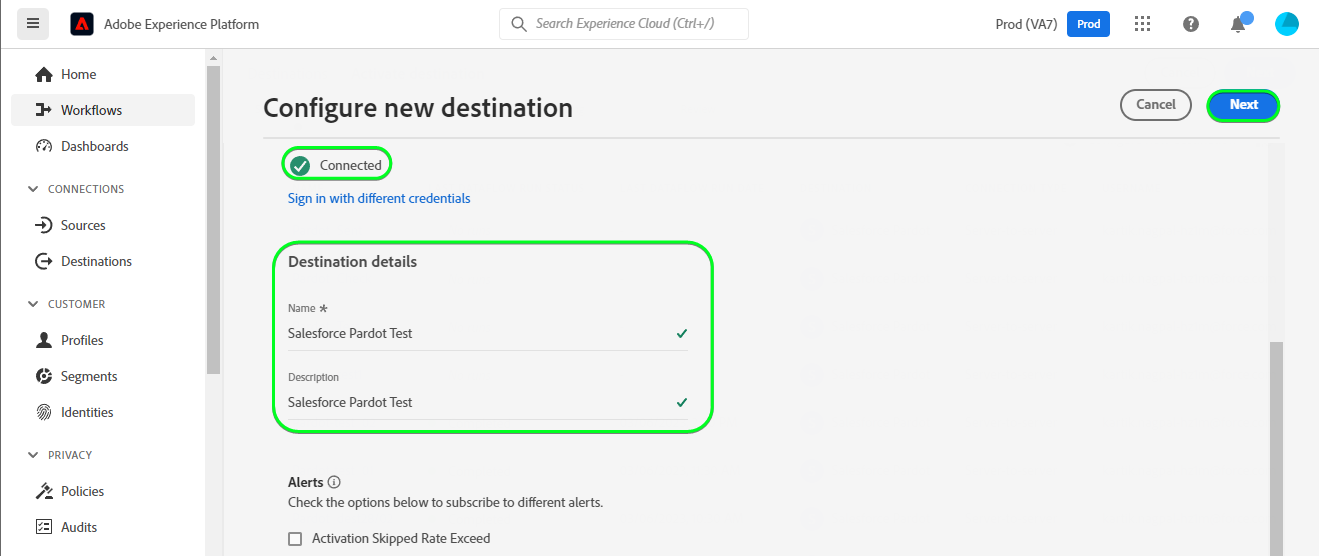 Adobe Experience Platform
Search Experience Cloud (Ctrl+/)
Prod (VA7)
Prod
Home
Workflows
Dashboards
CONNECTIONS
Sources
Destinations
CUSTOMER
Profiles
Segments
Identities
PRIVACY
Policies
Audits
Configure new destination
Cancel
Next
Connected
Sign in with different credentials
Destination details
Name *
Salesforce Pardot Test
Description
Salesforce Pardot Test
Alerts
Check the options below to subscribe to different alerts.
Activation Skipped Rate Exceed